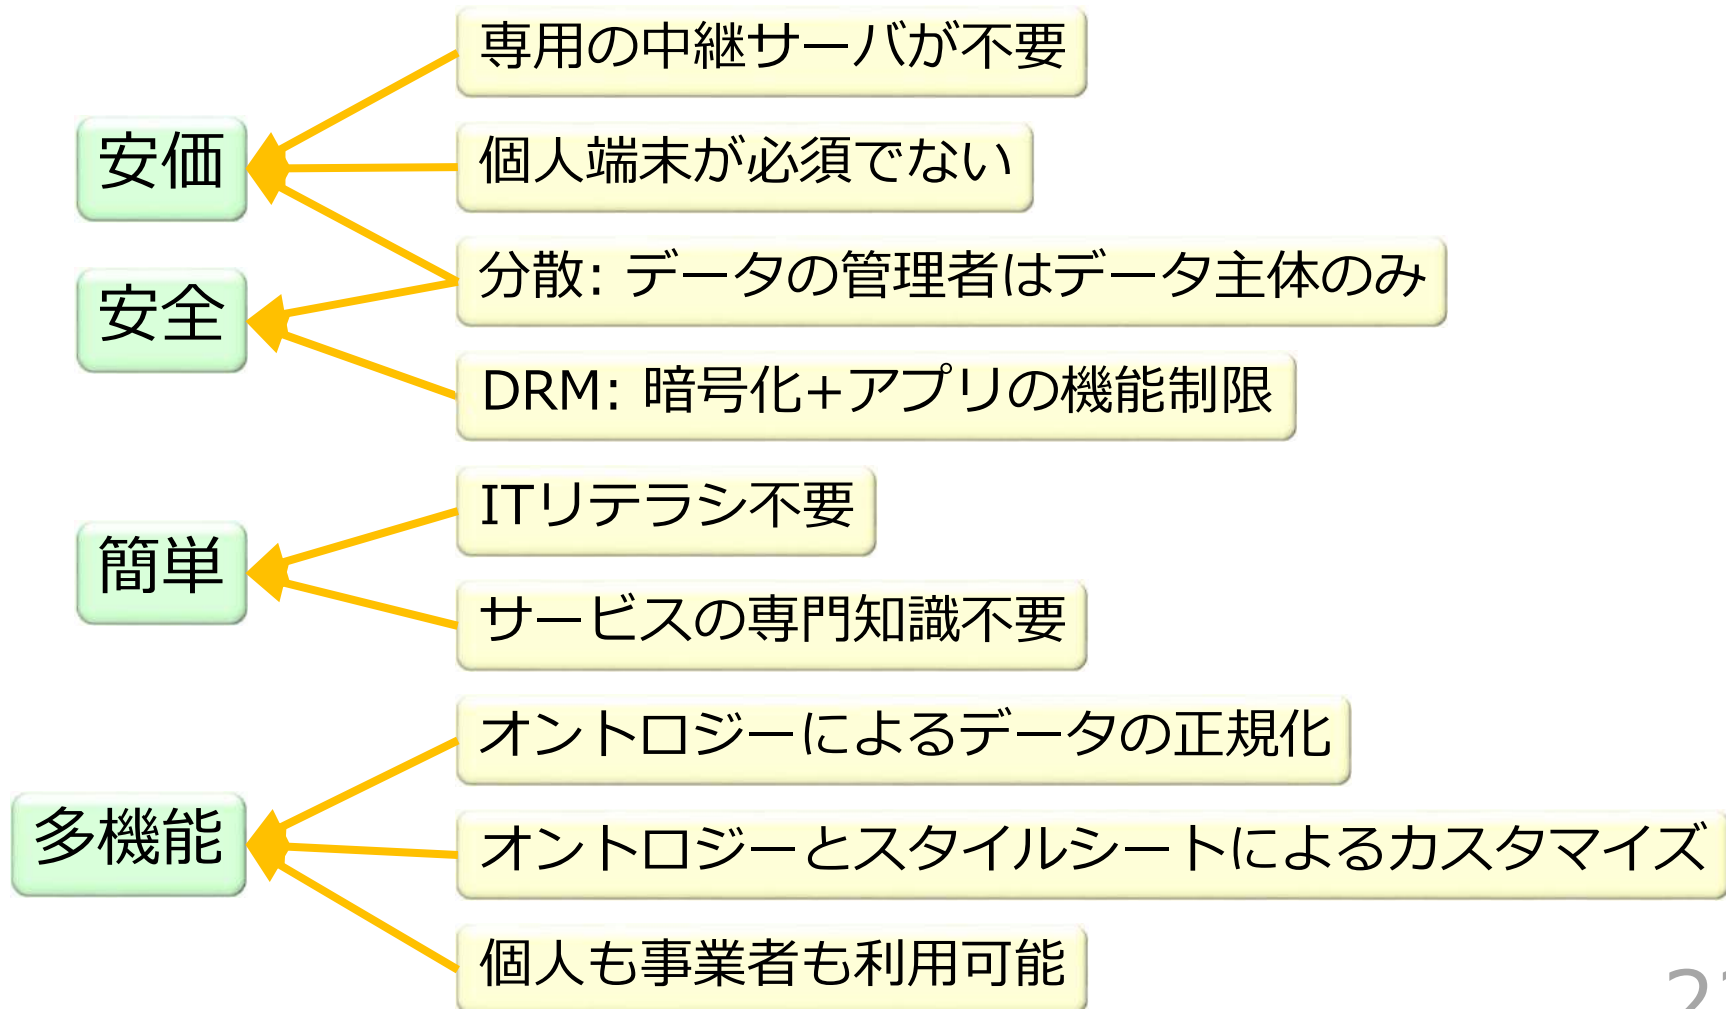 専用の中継サーバが不要
個人端末が必須でない
安価
分散: データの管理者はデータ主体のみ
安全
DRM: 暗号化+アプリの機能制限
ITリテラシ不要
簡単
サービスの専門知識不要
オントロジーによるデータの正規化
多機能
オントロジーとスタイルシートによるカスタマイズ
個人も事業者も利用可能